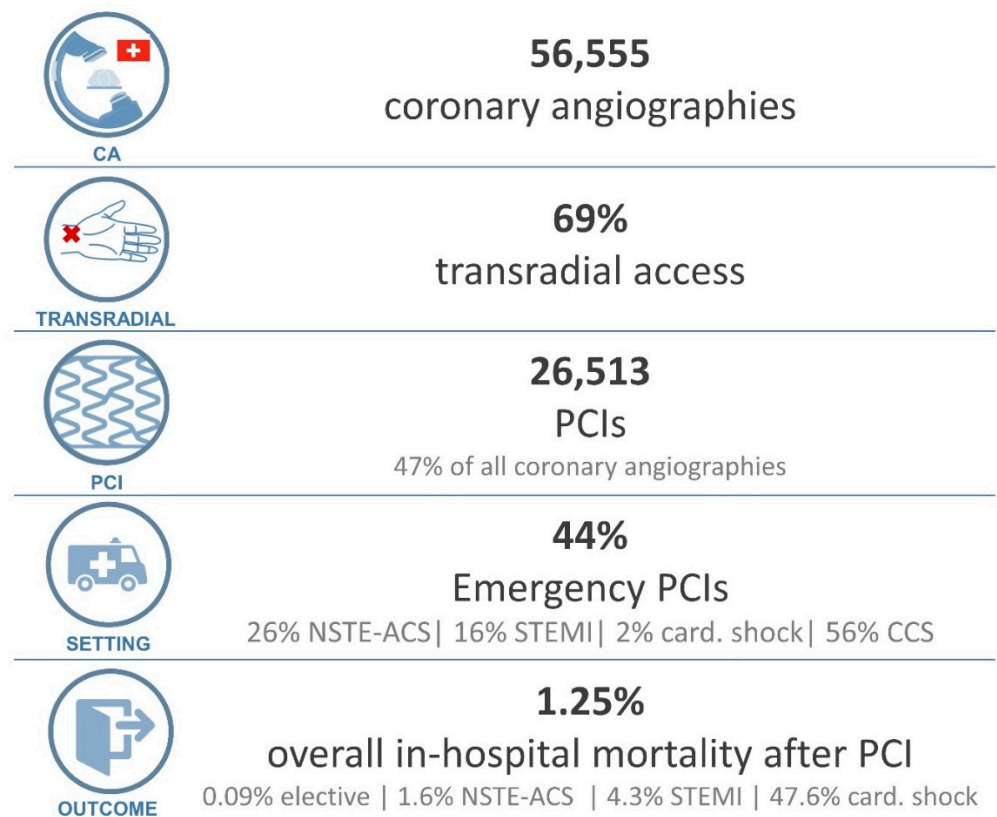 56,555
coronary angiographies
CA
69%
transradial access
TRANSRADIAL
26,513
PCIs
47% of all coronary angiographies
PCI
44%
Emergency PCIs
26% NSTE-ACS| 16% STEMI| 2% card. shock| 56% CCS
SETTING
1.25%
overall in-hospital mortality after PCI
0.09% elective | 1.6% NSTE-ACS | 4.3% STEMI | 47.6% card. shock
OUTCOME